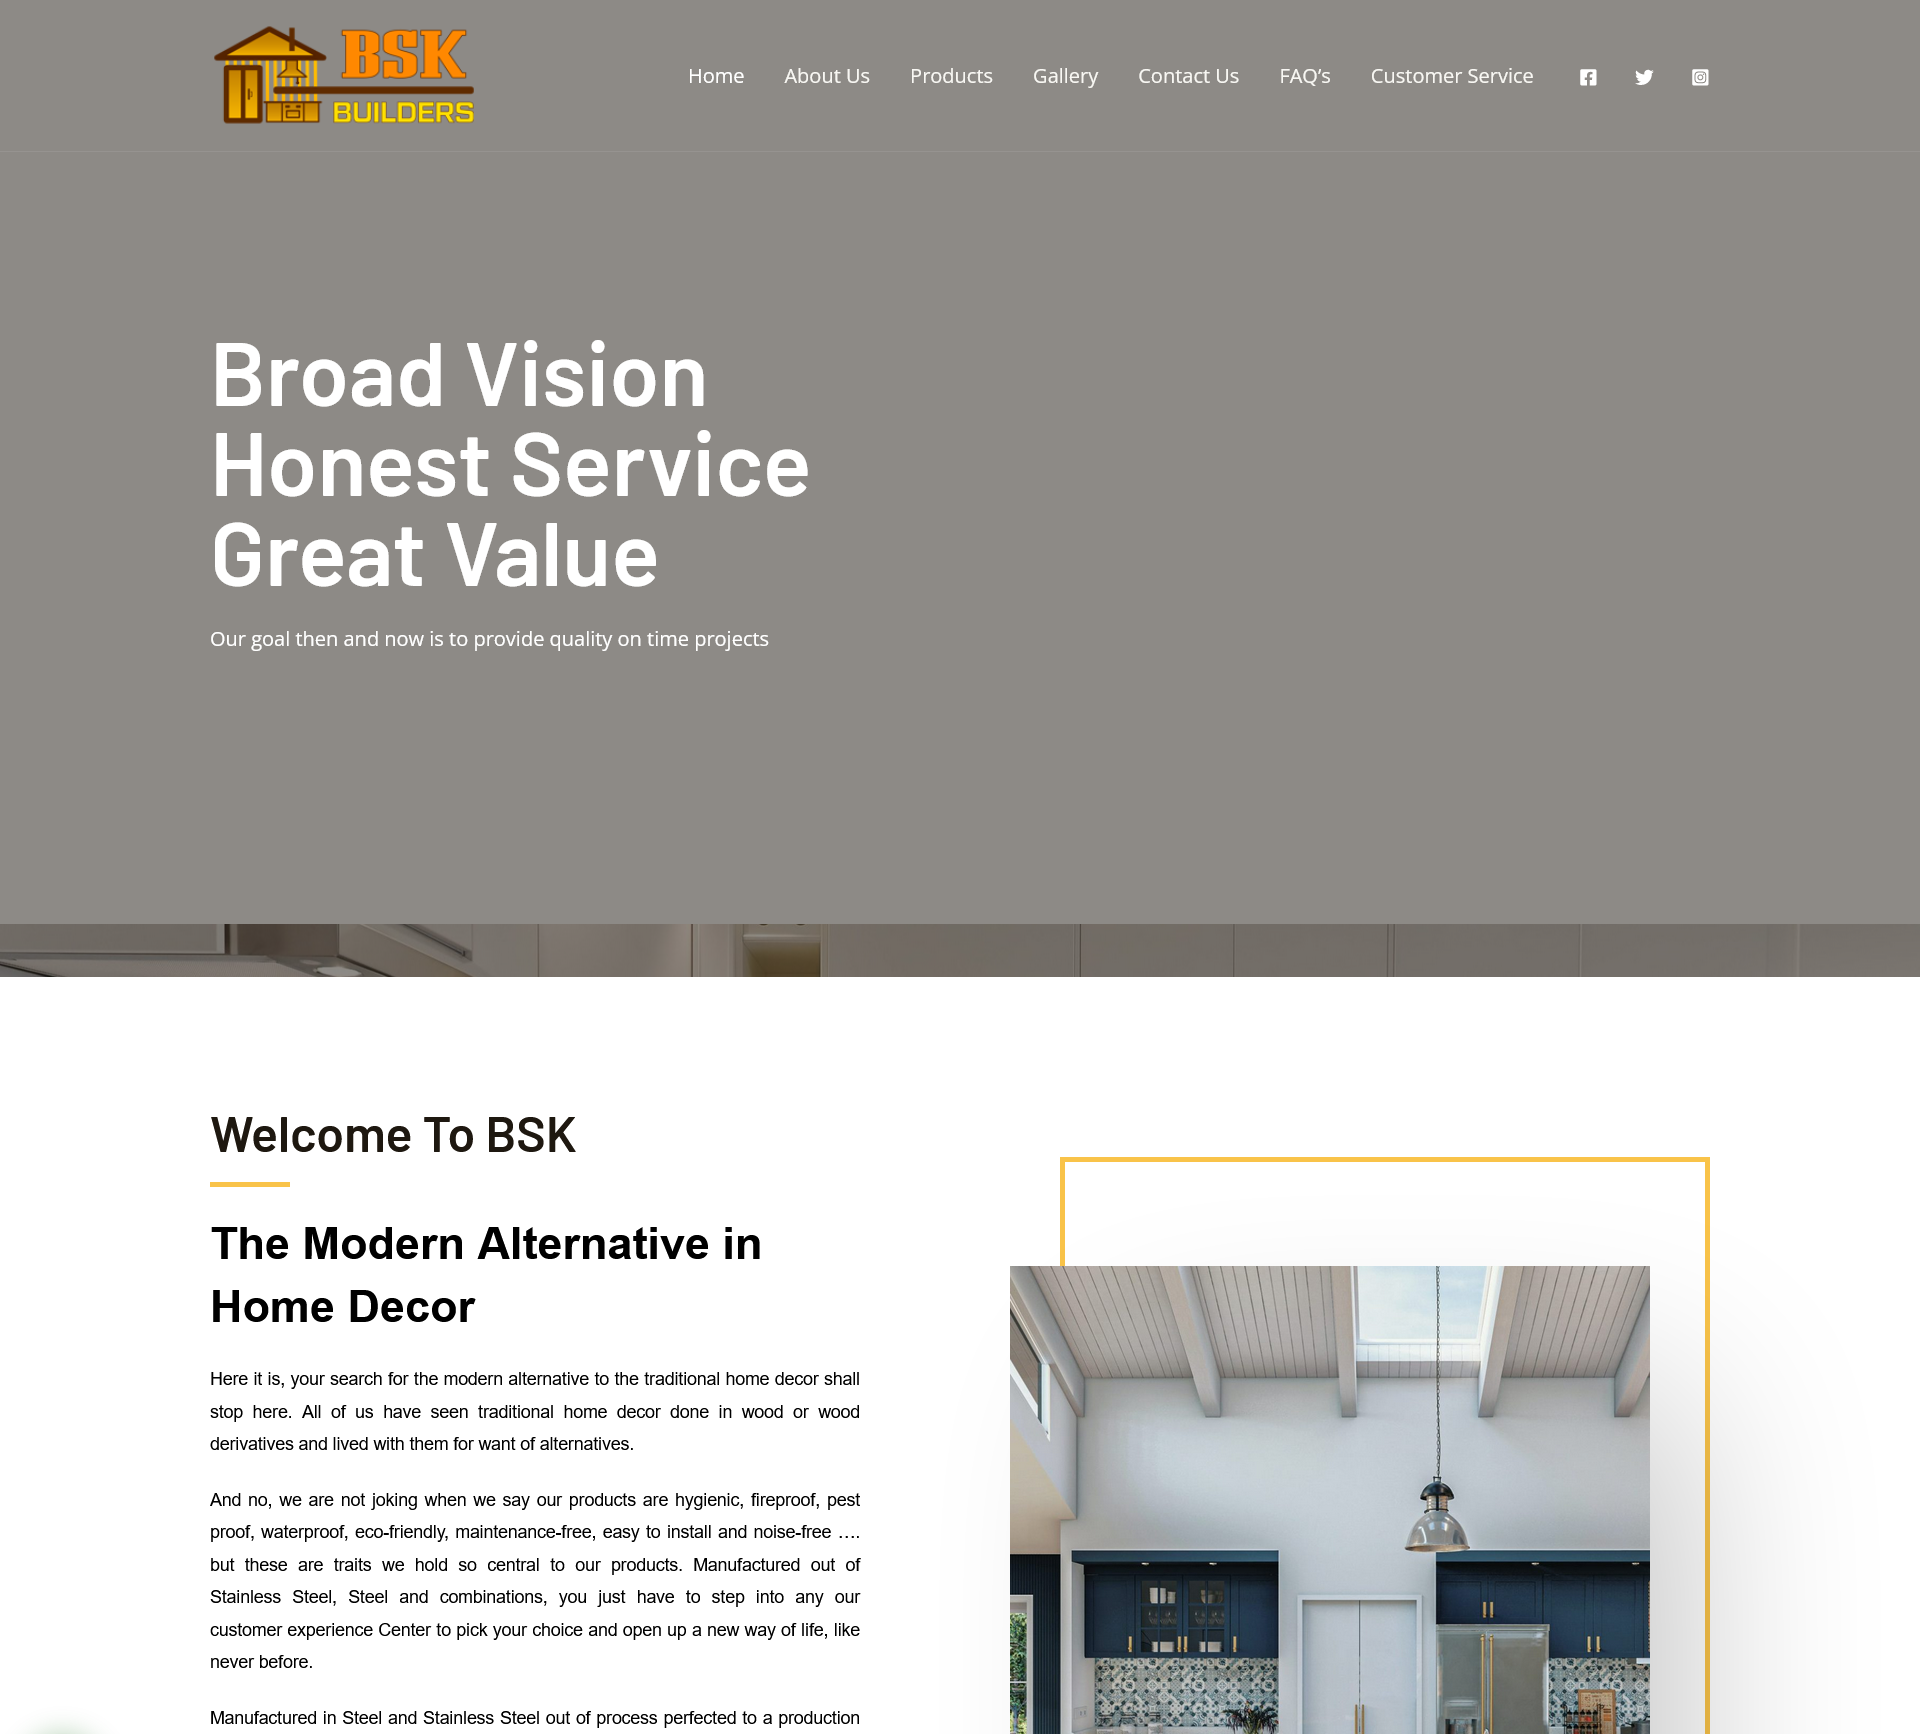 BSK
BUILDERS
Home About Us Products Gallery Contact Us FAQ’s Customer Service
Broad Vision
Honest Service
Great Value
Our goal then and now is to provide quality on time projects
Welcome To BSK
The Modern Alternative in
Home Decor
Here it is, your search for the modern alternative to the traditional home decor shall
stop here. All of us have seen traditional home decor done in wood or wood
derivatives and lived with them for want of alternatives.
And no, we are not joking when we say our products are hygienic, fireproof, pest
proof, waterproof, eco-friendly, maintenance-free, easy to install and noise-free ….
but these are traits we hold so central to our products. Manufactured out of
Stainless Steel, Steel and combinations, you just have to step into any our
customer experience Center to pick your choice and open up a new way of life, like
never before.
Manufactured in Steel and Stainless Steel out of process perfected to a production